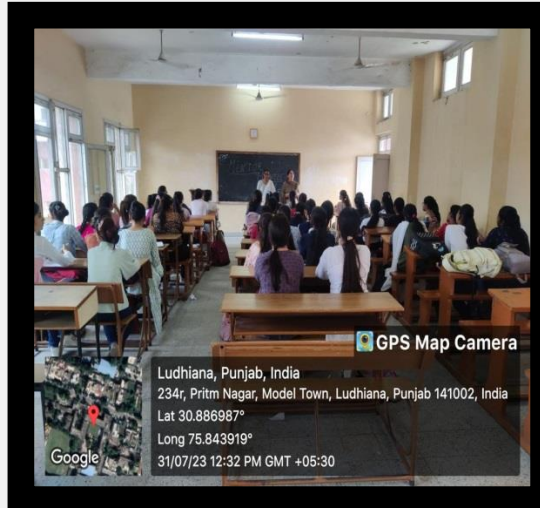 GPS Map Camera
Ludhiana, Punjab, India
234r, Pritm Nagar, Model Town, Ludhiana, Punjab 141002, India
Lat 30.886987°
Long 75.843919°
31/07/23 12:32 PM GMT +05:30
Google